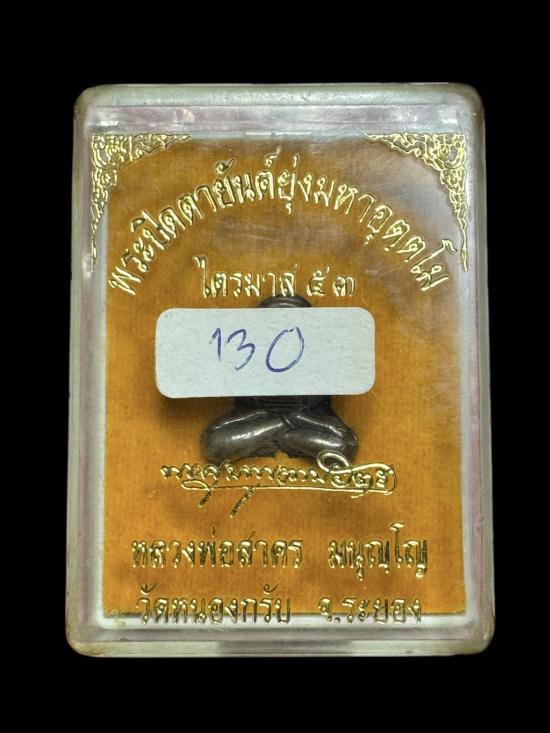 พระปิดตายันต์ยุ่งมหาอุตตโม
ไตรมาส ๕๓
130
หลวงพ่อสาคร มนุญฺโญ
วัดหนองกรับ จ.ระยอง